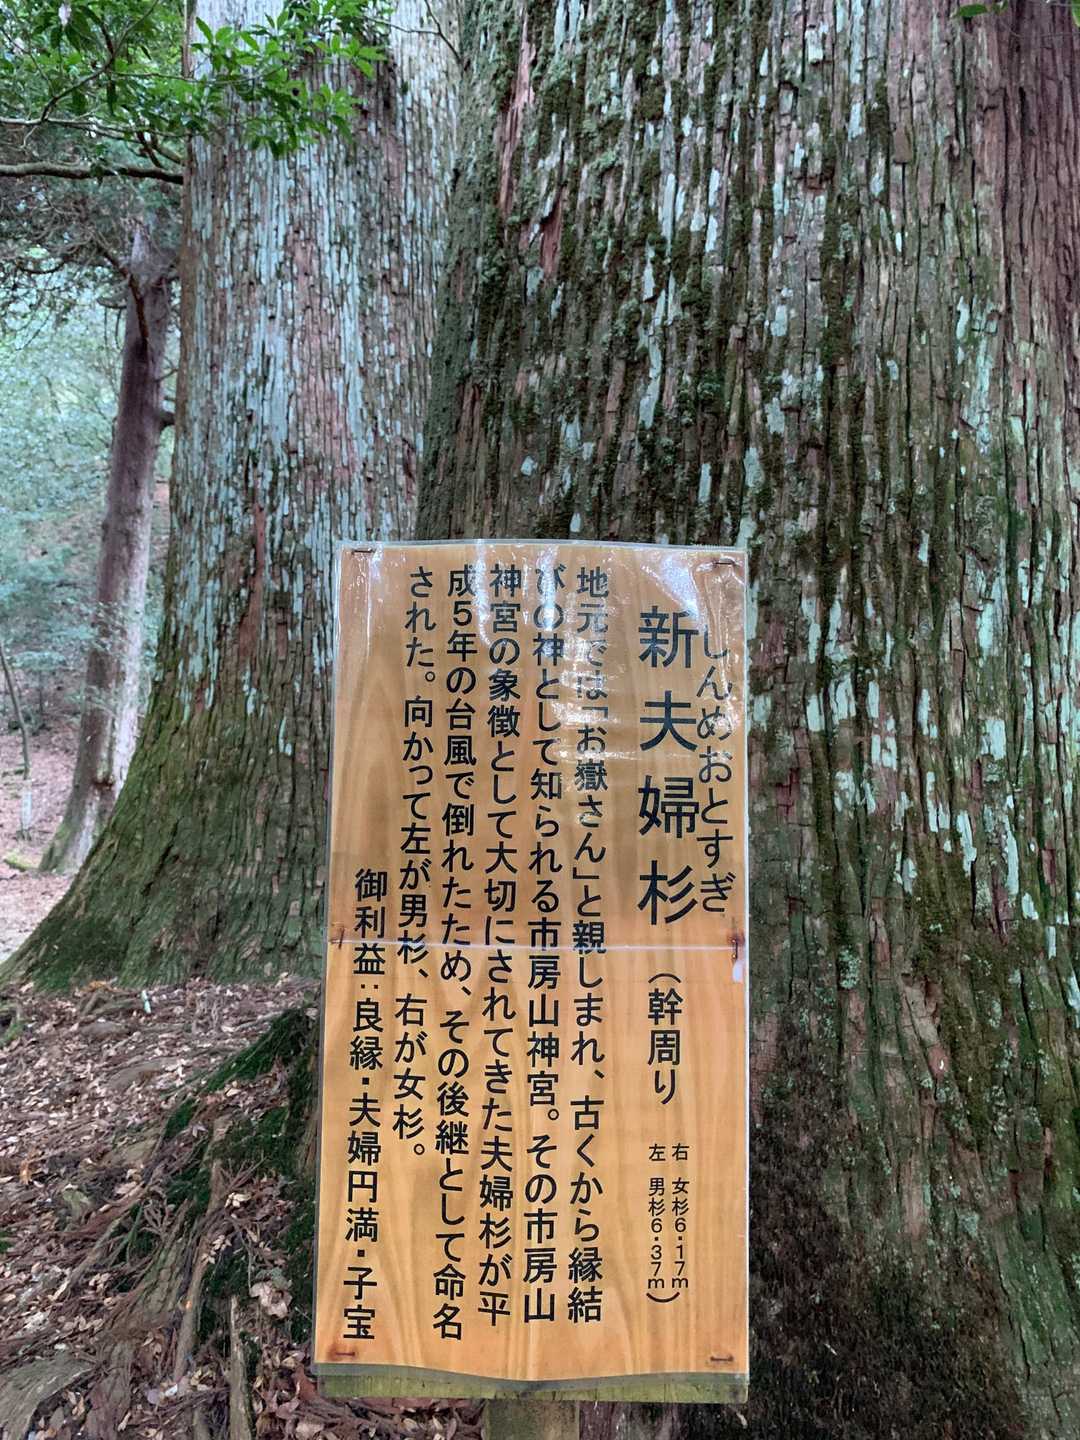 しんめおとすぎ
新夫婦杉（幹周り 右 女杉6・17m
左 男杉6・37m）
地元では「お嶽さん」と親しまれ、古くから縁結
びの神として知られる市房山神宮。その市房山
神宮の象徴として大切にされてきた夫婦杉が平
成5年の台風で倒れたため、その後継として命名
された。向かって左が男杉、右が女杉。
御利益：良縁・夫婦円満・子宝